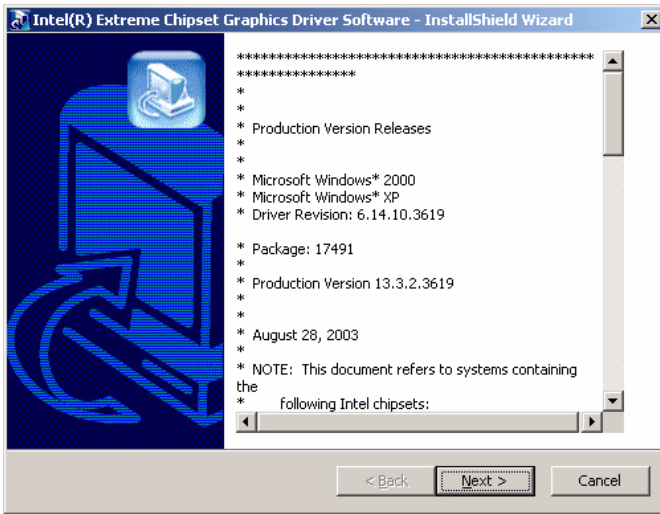 Intel(R) Extreme Chipset Graphics Driver Software - InstallShield Wizard
*********************************************
***************
*
*
* Production Version Releases
*
*
* Microsoft Windows* 2000
* Microsoft Windows* XP
* Driver Revision: 6.14.10.3619

* Package: 17491
*
* Production Version 13.3.2.3619
*
*
* August 28, 2003
*
* NOTE: This document refers to systems containing
the
* following Intel chipsets:
< Back
Next >
Cancel